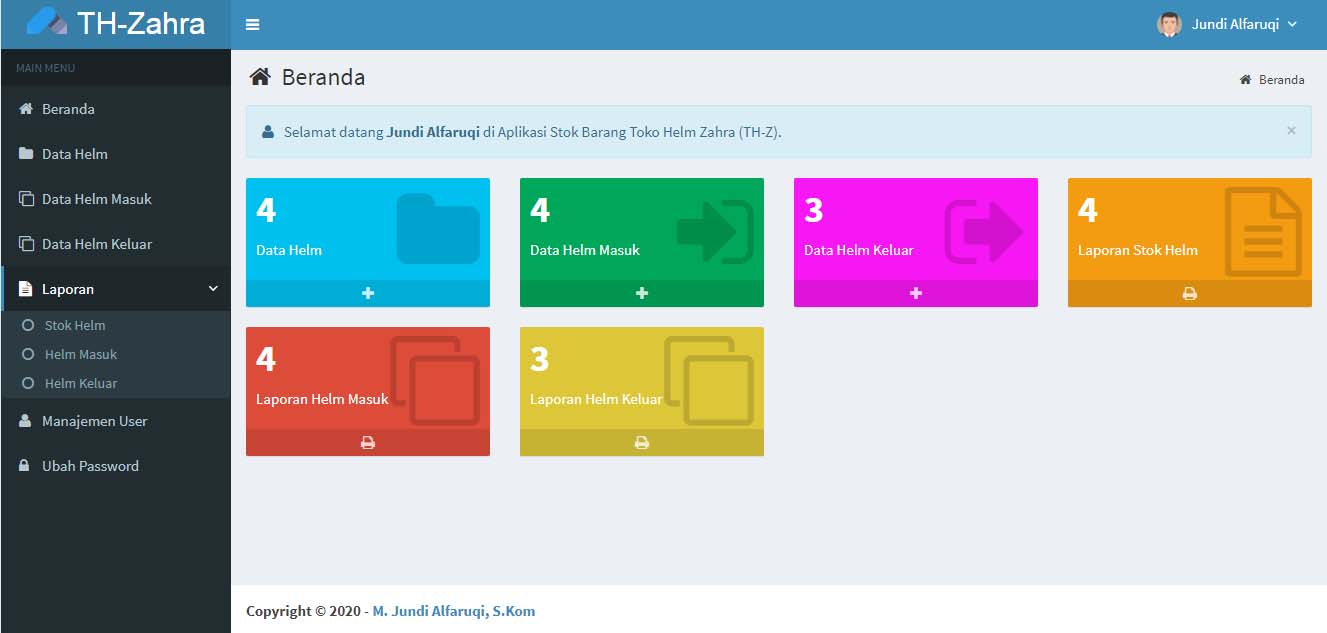 TH-Zahra
Jundi Alfaruqi
MAIN MENU
Beranda
Data Helm
Data Helm Masuk
Data Helm Keluar
Laporan
Stok Helm
Helm Masuk
Helm Keluar
Manajemen User
Ubah Password
Beranda
Beranda
Selamat datang Jundi Alfaruqi di Aplikasi Stok Barang Toko Helm Zahra (TH-Z).
×
4
Data Helm
4
Data Helm Masuk
3
Data Helm Keluar
4
Laporan Stok Helm
4
Laporan Helm Masuk
3
Laporan Helm Keluar
Copyright © 2020 - M. Jundi Alfaruqi, S.Kom